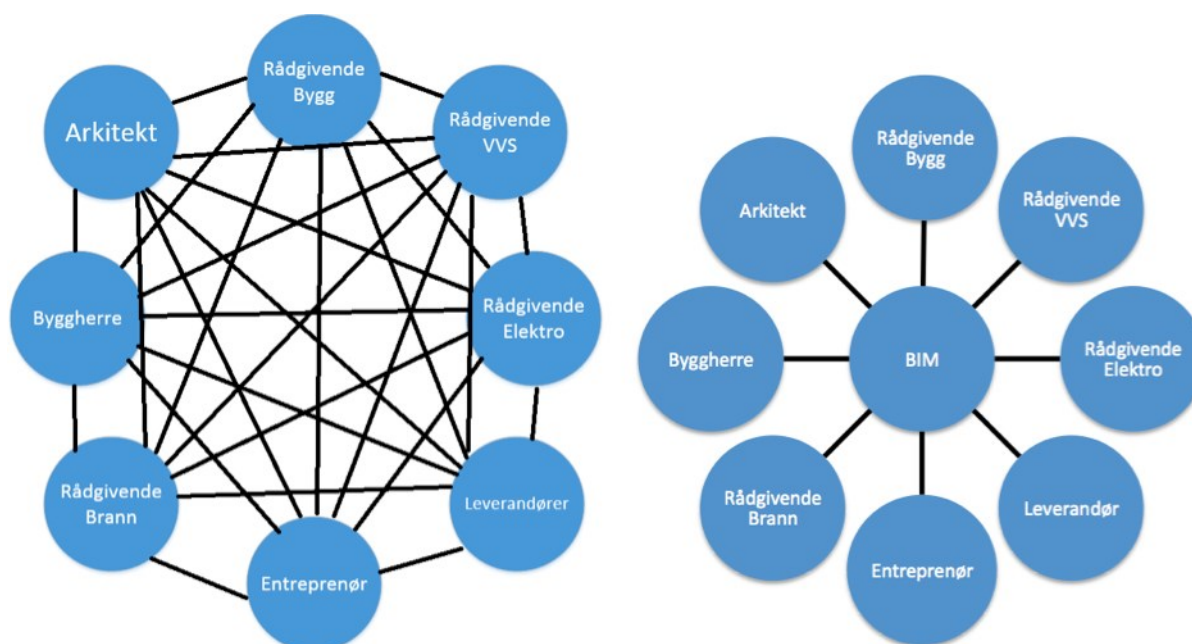 Rådgivende
Bygg
Arkitekt
Rådgivende
VVS
Byggherre
Rådgivende
Elektro
Rådgivende
Brann
Leverandører
Entreprenør
Rådgivende
Bygg
Arkitekt
Rådgivende
VVS
Byggherre
BIM
Rådgivende
Elektro
Rådgivende
Brann
Leverandør
Entreprenør